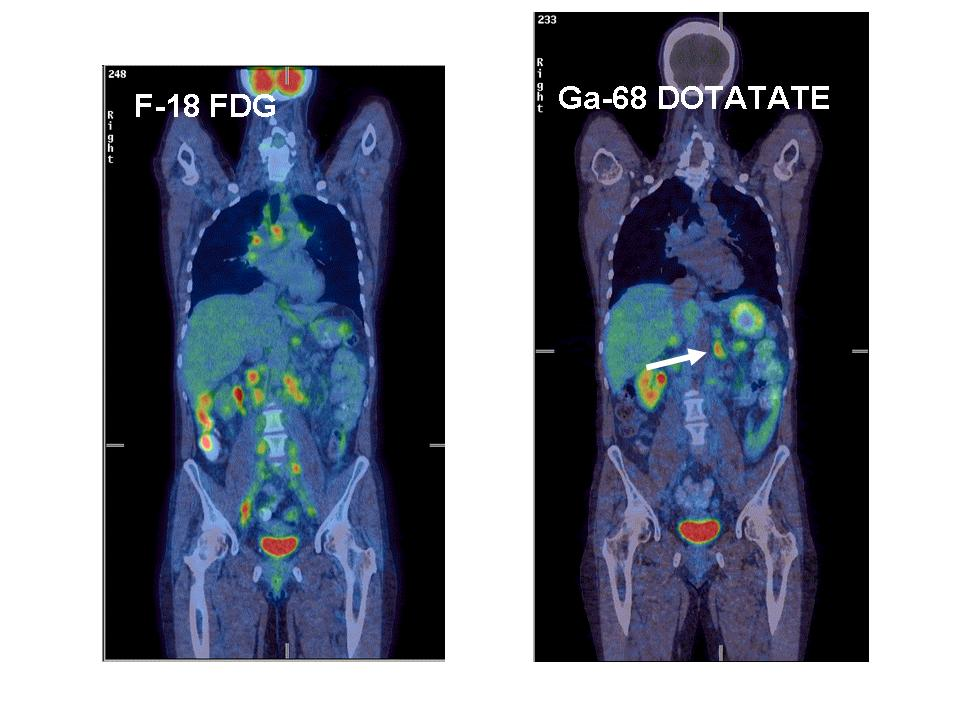 248
F-18 FDG
Right
233
Ga-68 DOTATATE
Right